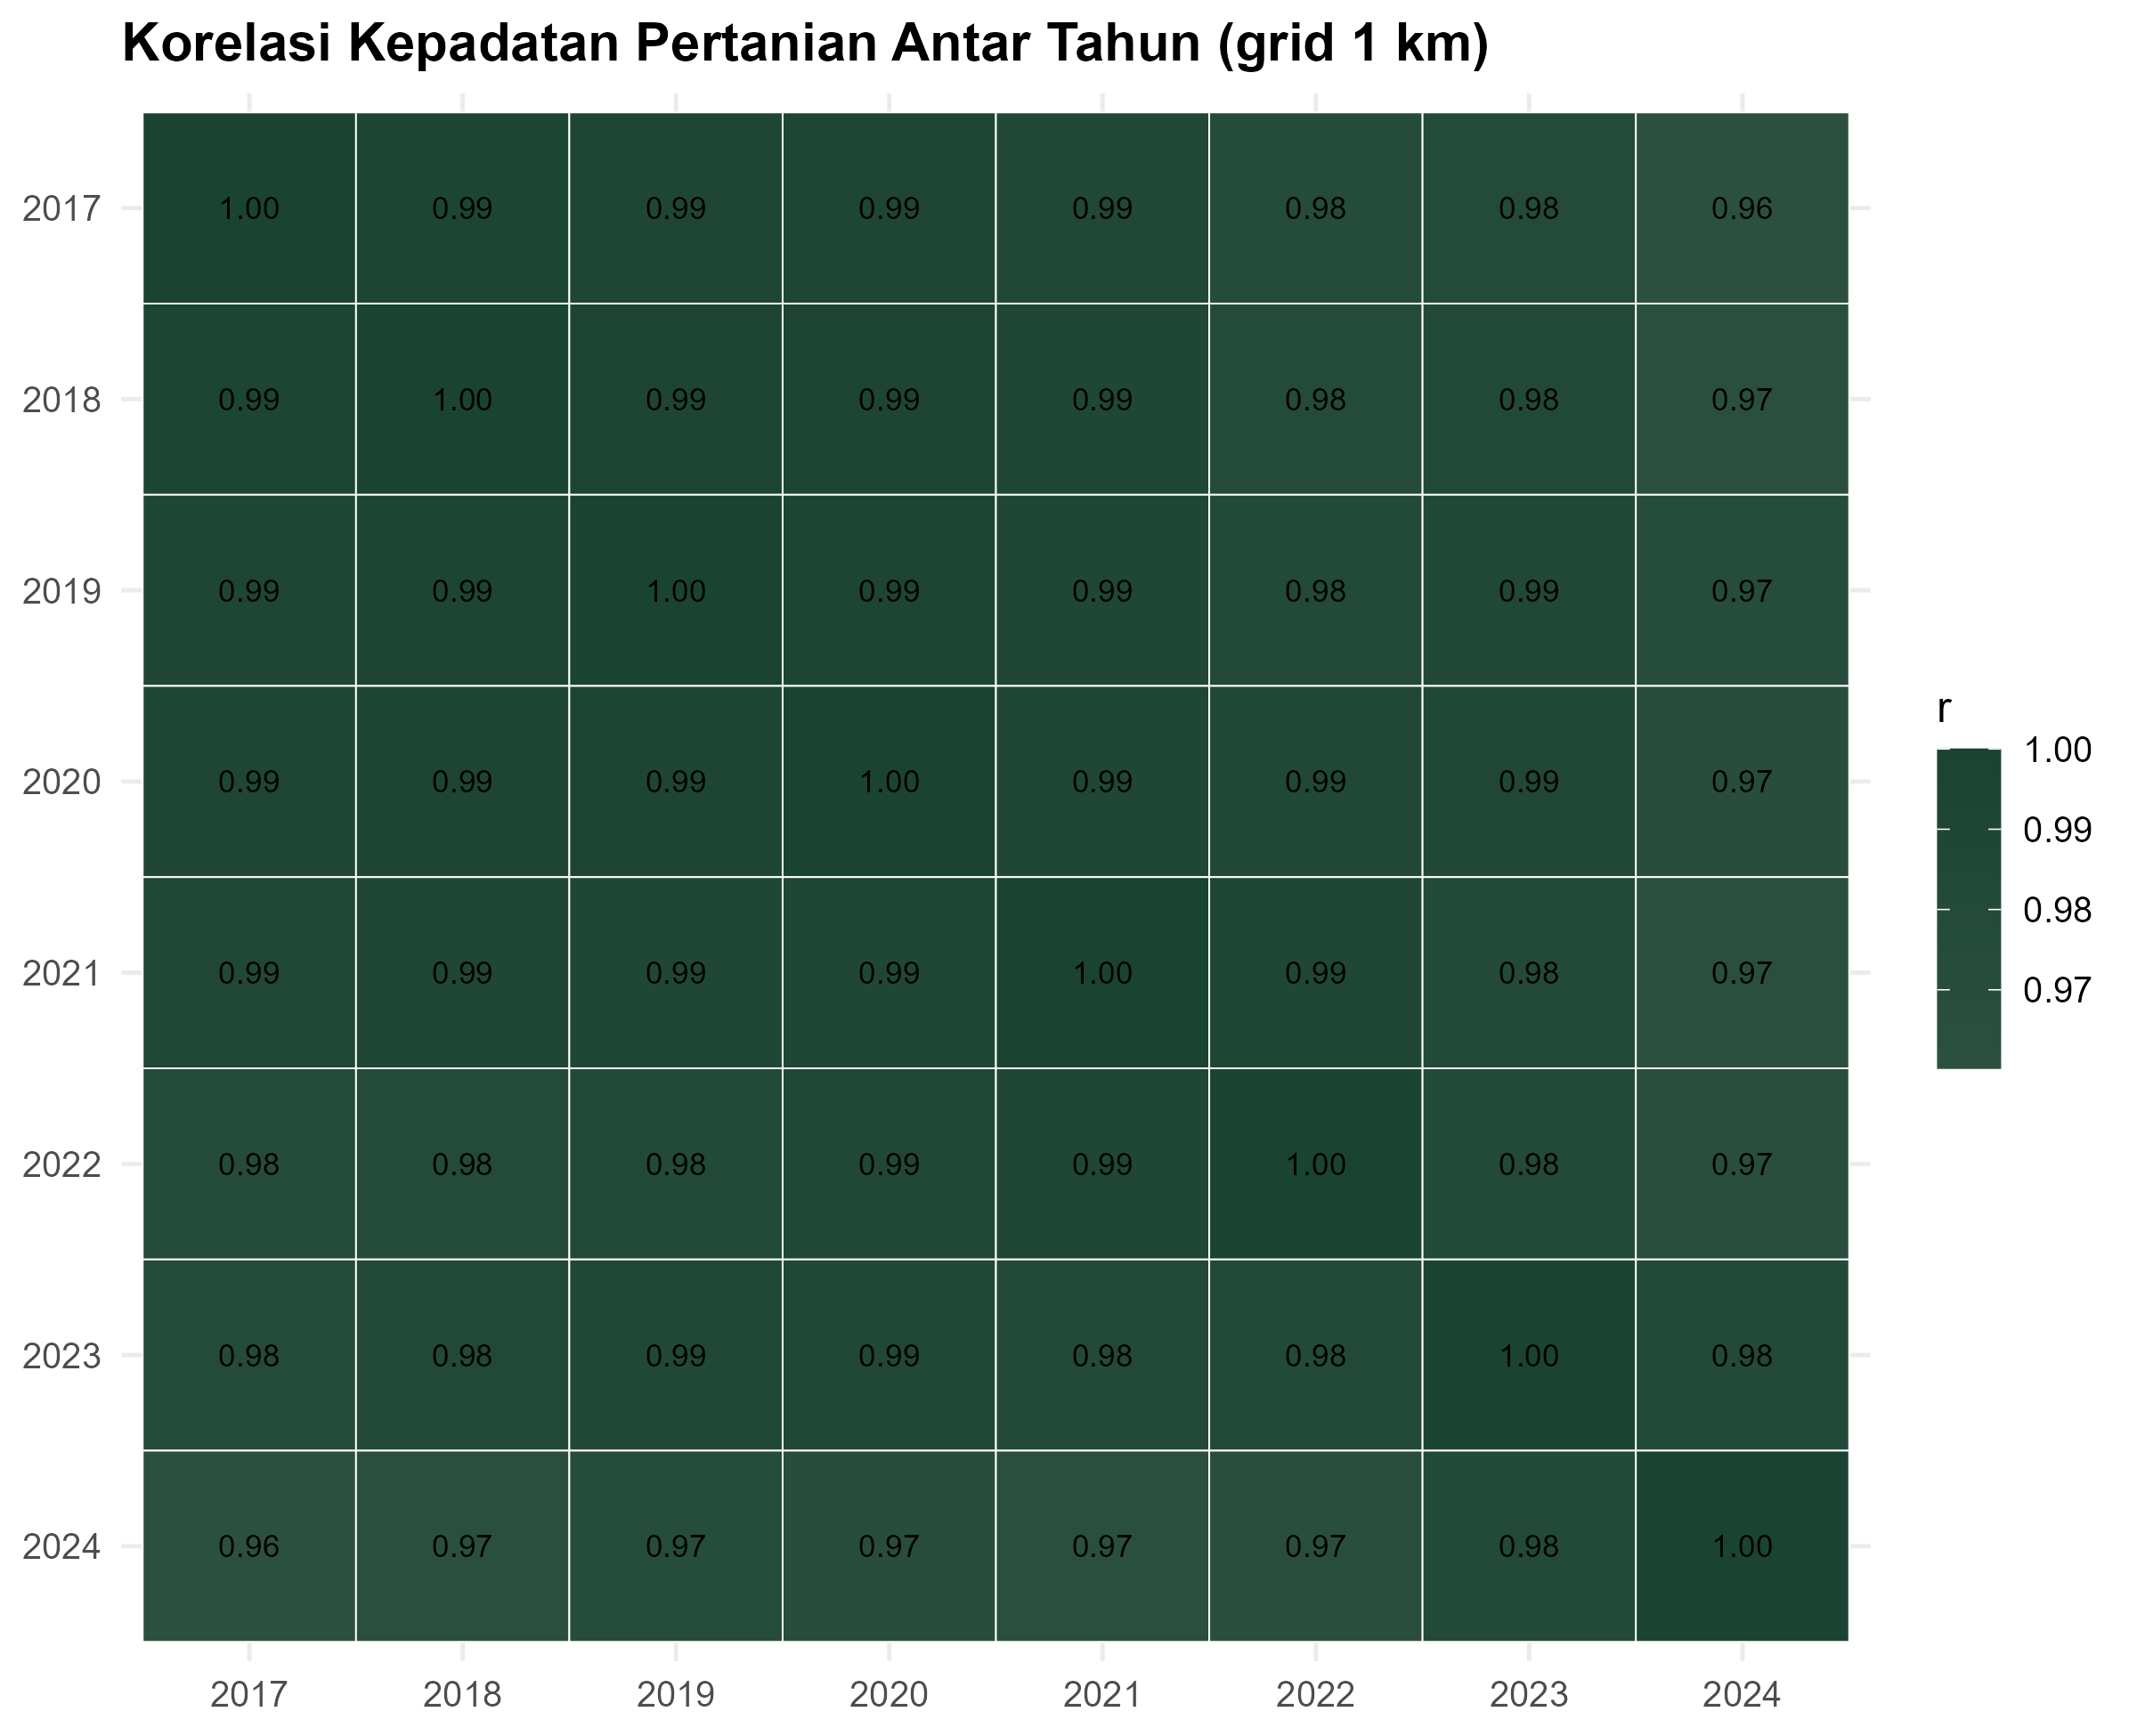 Korelasi Kepadatan Pertanian Antar Tahun (grid 1 km)
2017 1.00 0.99 0.99 0.99 0.99 0.98 0.98 0.96
2018 0.99 1.00 0.99 0.99 0.99 0.98 0.98 0.97
2019 0.99 0.99 1.00 0.99 0.99 0.98 0.99 0.97
2020 0.99 0.99 0.99 1.00 0.99 0.99 0.99 0.97
2021 0.99 0.99 0.99 0.99 1.00 0.99 0.98 0.97
2022 0.98 0.98 0.98 0.99 0.99 1.00 0.98 0.97
2023 0.98 0.98 0.99 0.99 0.98 0.98 1.00 0.98
2024 0.96 0.97 0.97 0.97 0.97 0.97 0.98 1.00
2017 2018 2019 2020 2021 2022 2023 2024
r
1.00
0.99
0.98
0.97